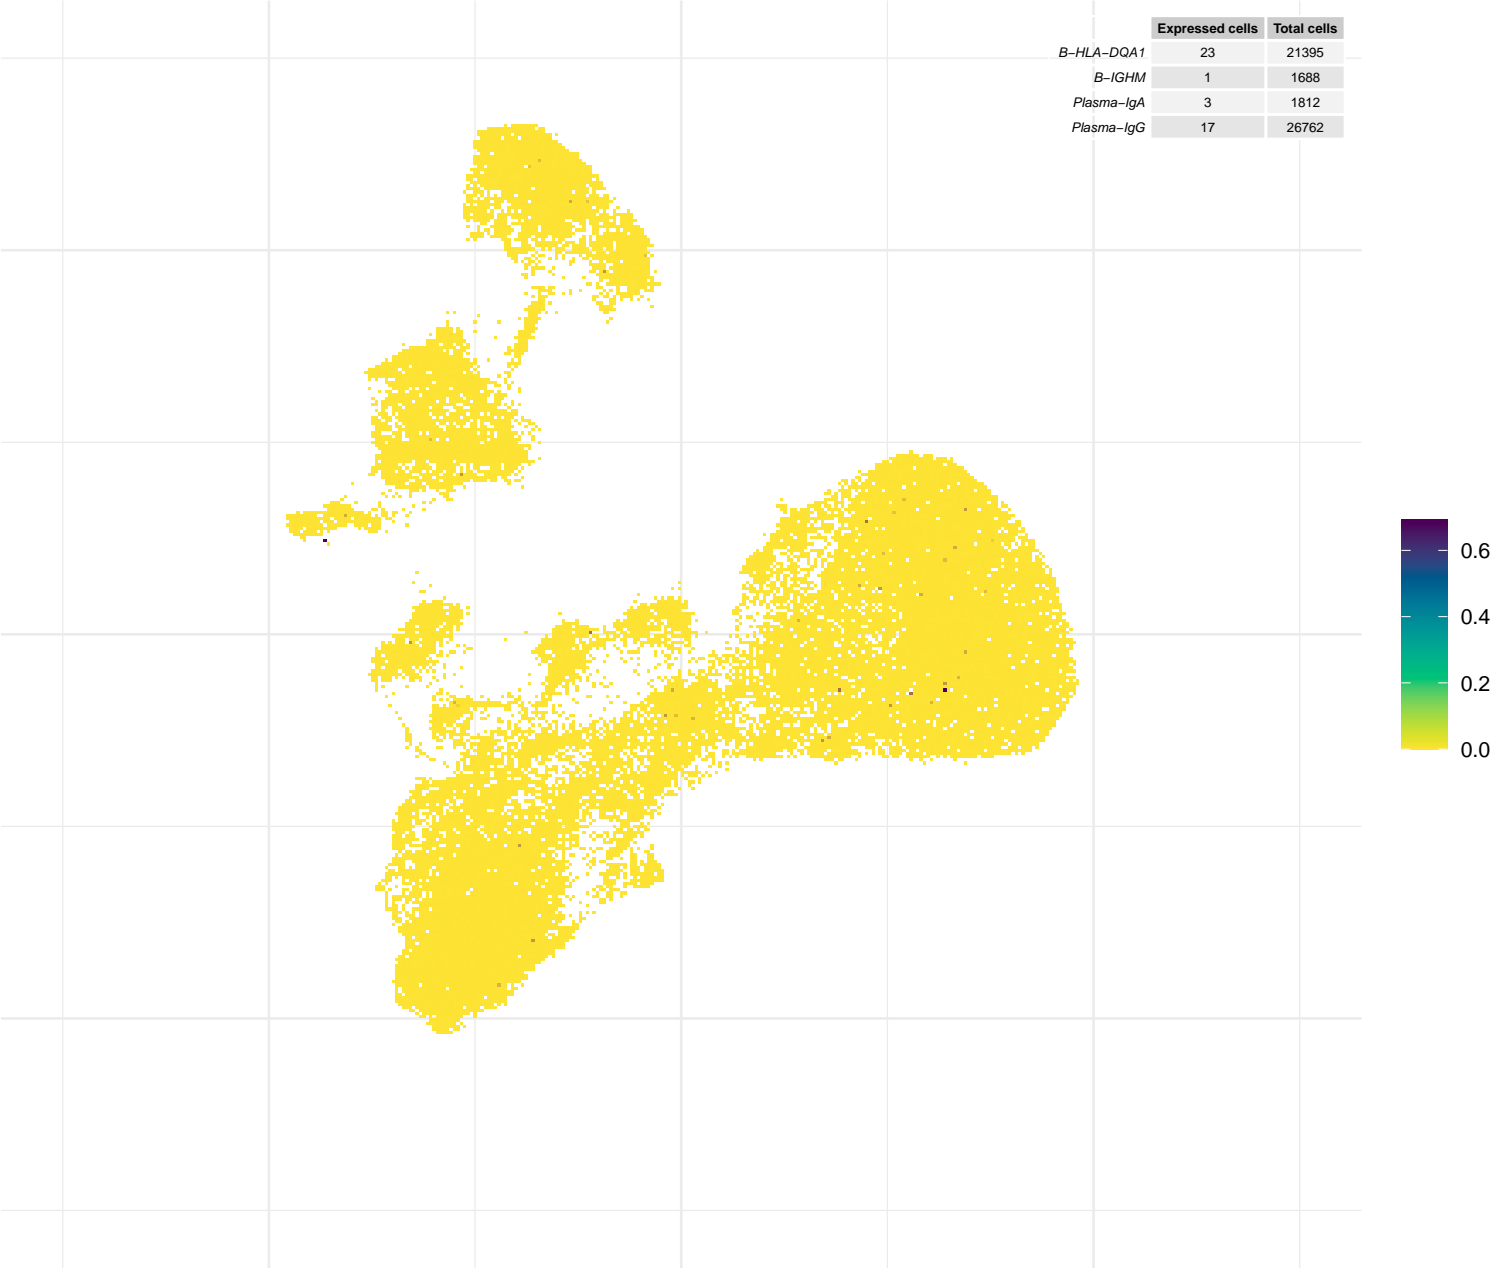 Expressed cells Total cells
B−HLA−DQA1 23 21395
B−IGHM 1 1688
Plasma−IgA 3 1812
Plasma−IgG 17 26762
0.6
0.4
0.2
0.0